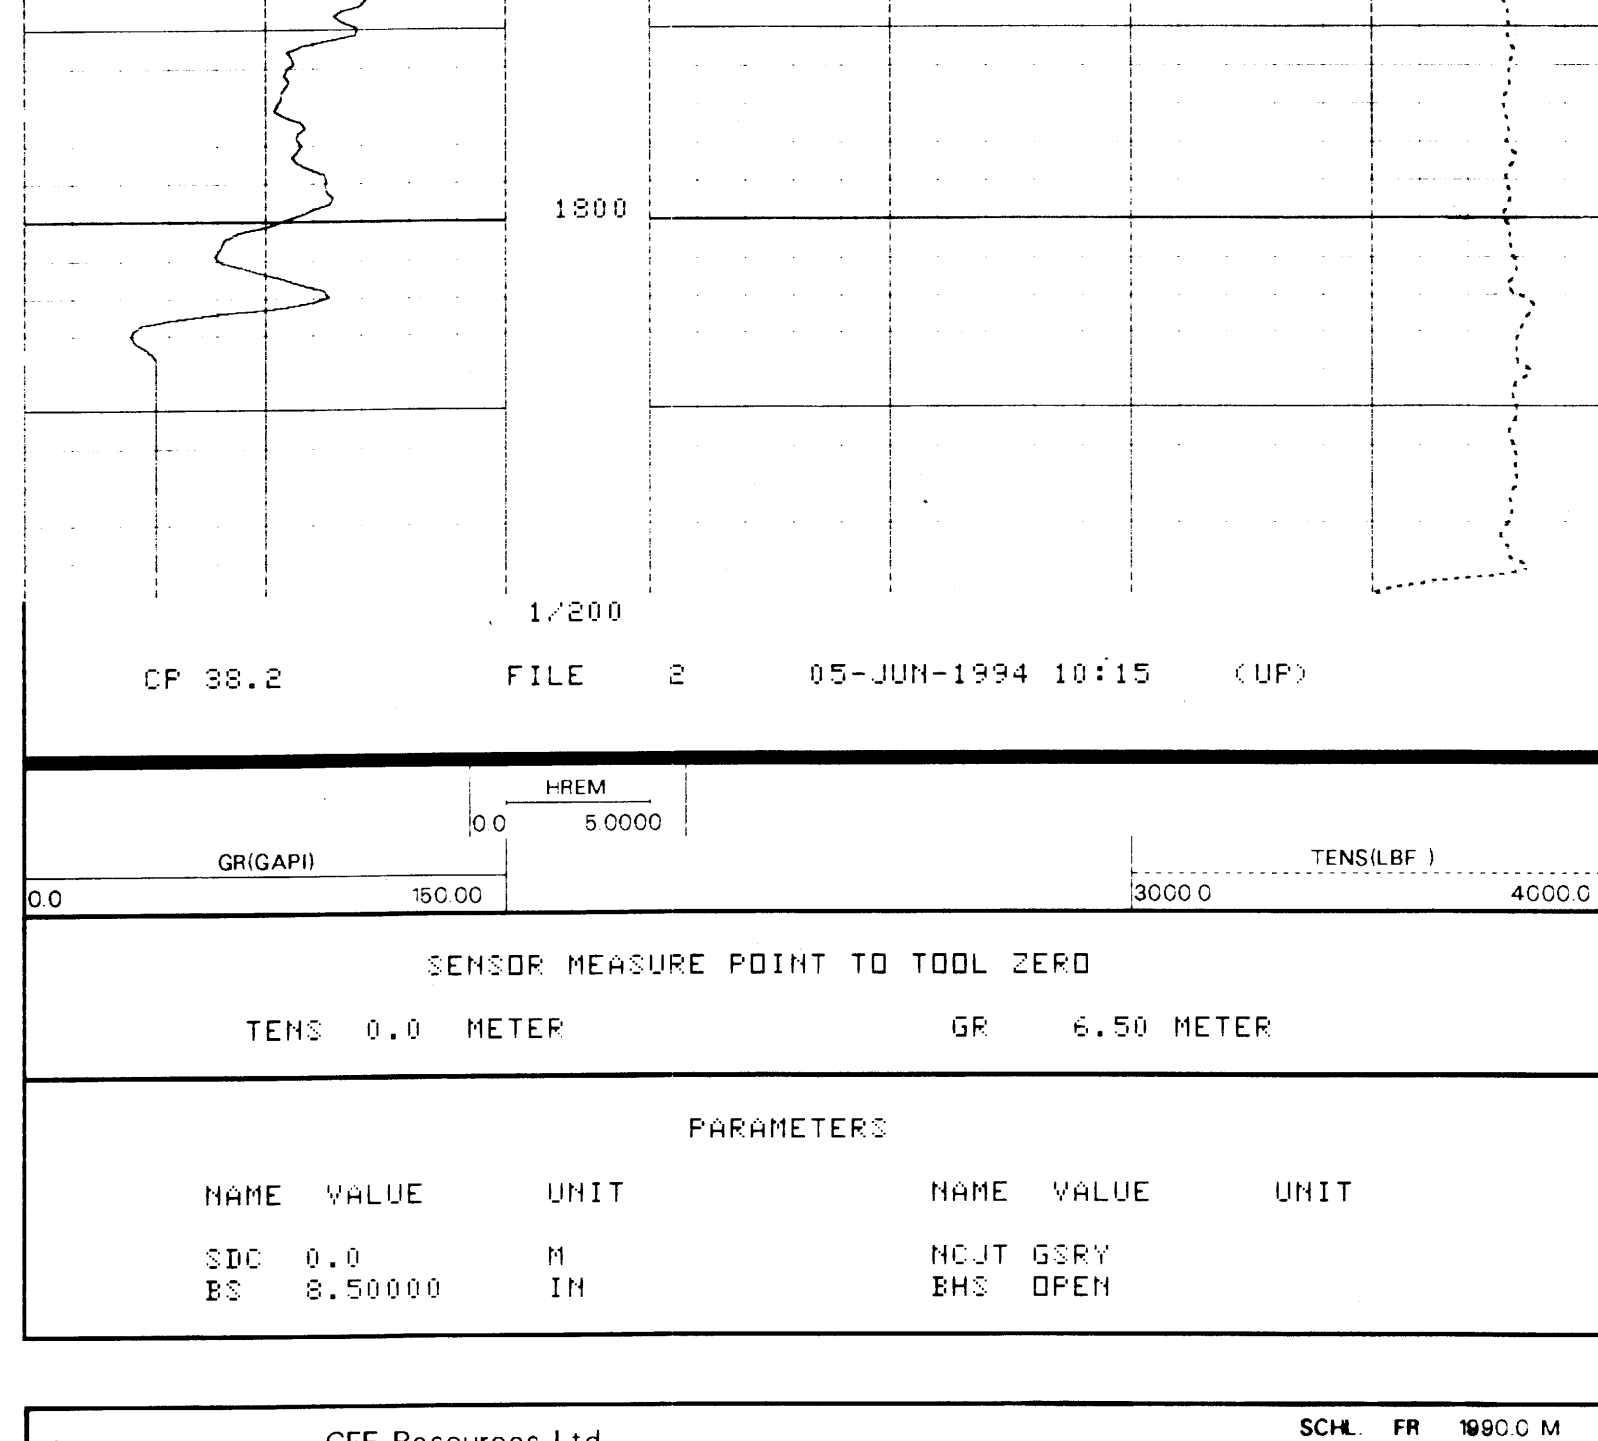 1800
1/200
CP 38.2 FILE 2 05-JUN-1994 10:15 (UP)
HREM
0.0 5.0000
GR(GAPI) TENS(LBF )
0.0 150.00 3000.0 4000.0
SENSOR MEASURE POINT TO TOOL ZERO
TENS 0.0 METER GR 6.50 METER
PARAMETERS
NAME VALUE UNIT NAME VALUE UNIT
SDC 0.0 M NCJT GSRY
BS 8.50000 IN BHS OPEN
SCHL. FR 1990.0 M
Resources Ltd